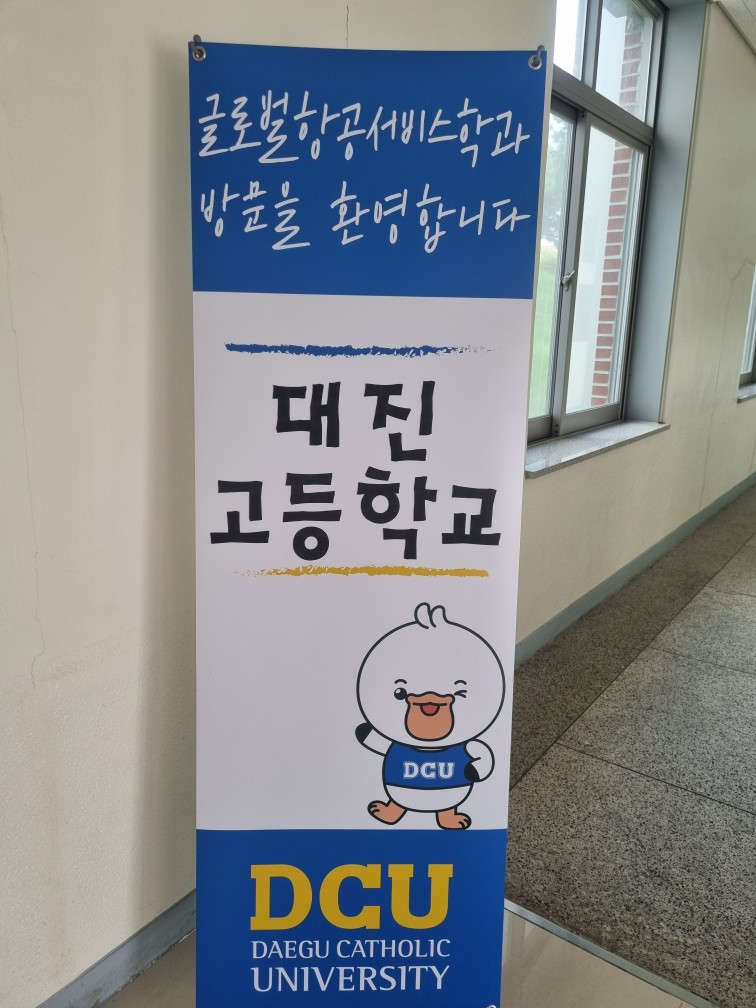 글로벌항공서비스학과
방문을 환영합니다
대진
고등학교
DCU
DCU
DAEGU CATHOLIC
UNIVERSITY